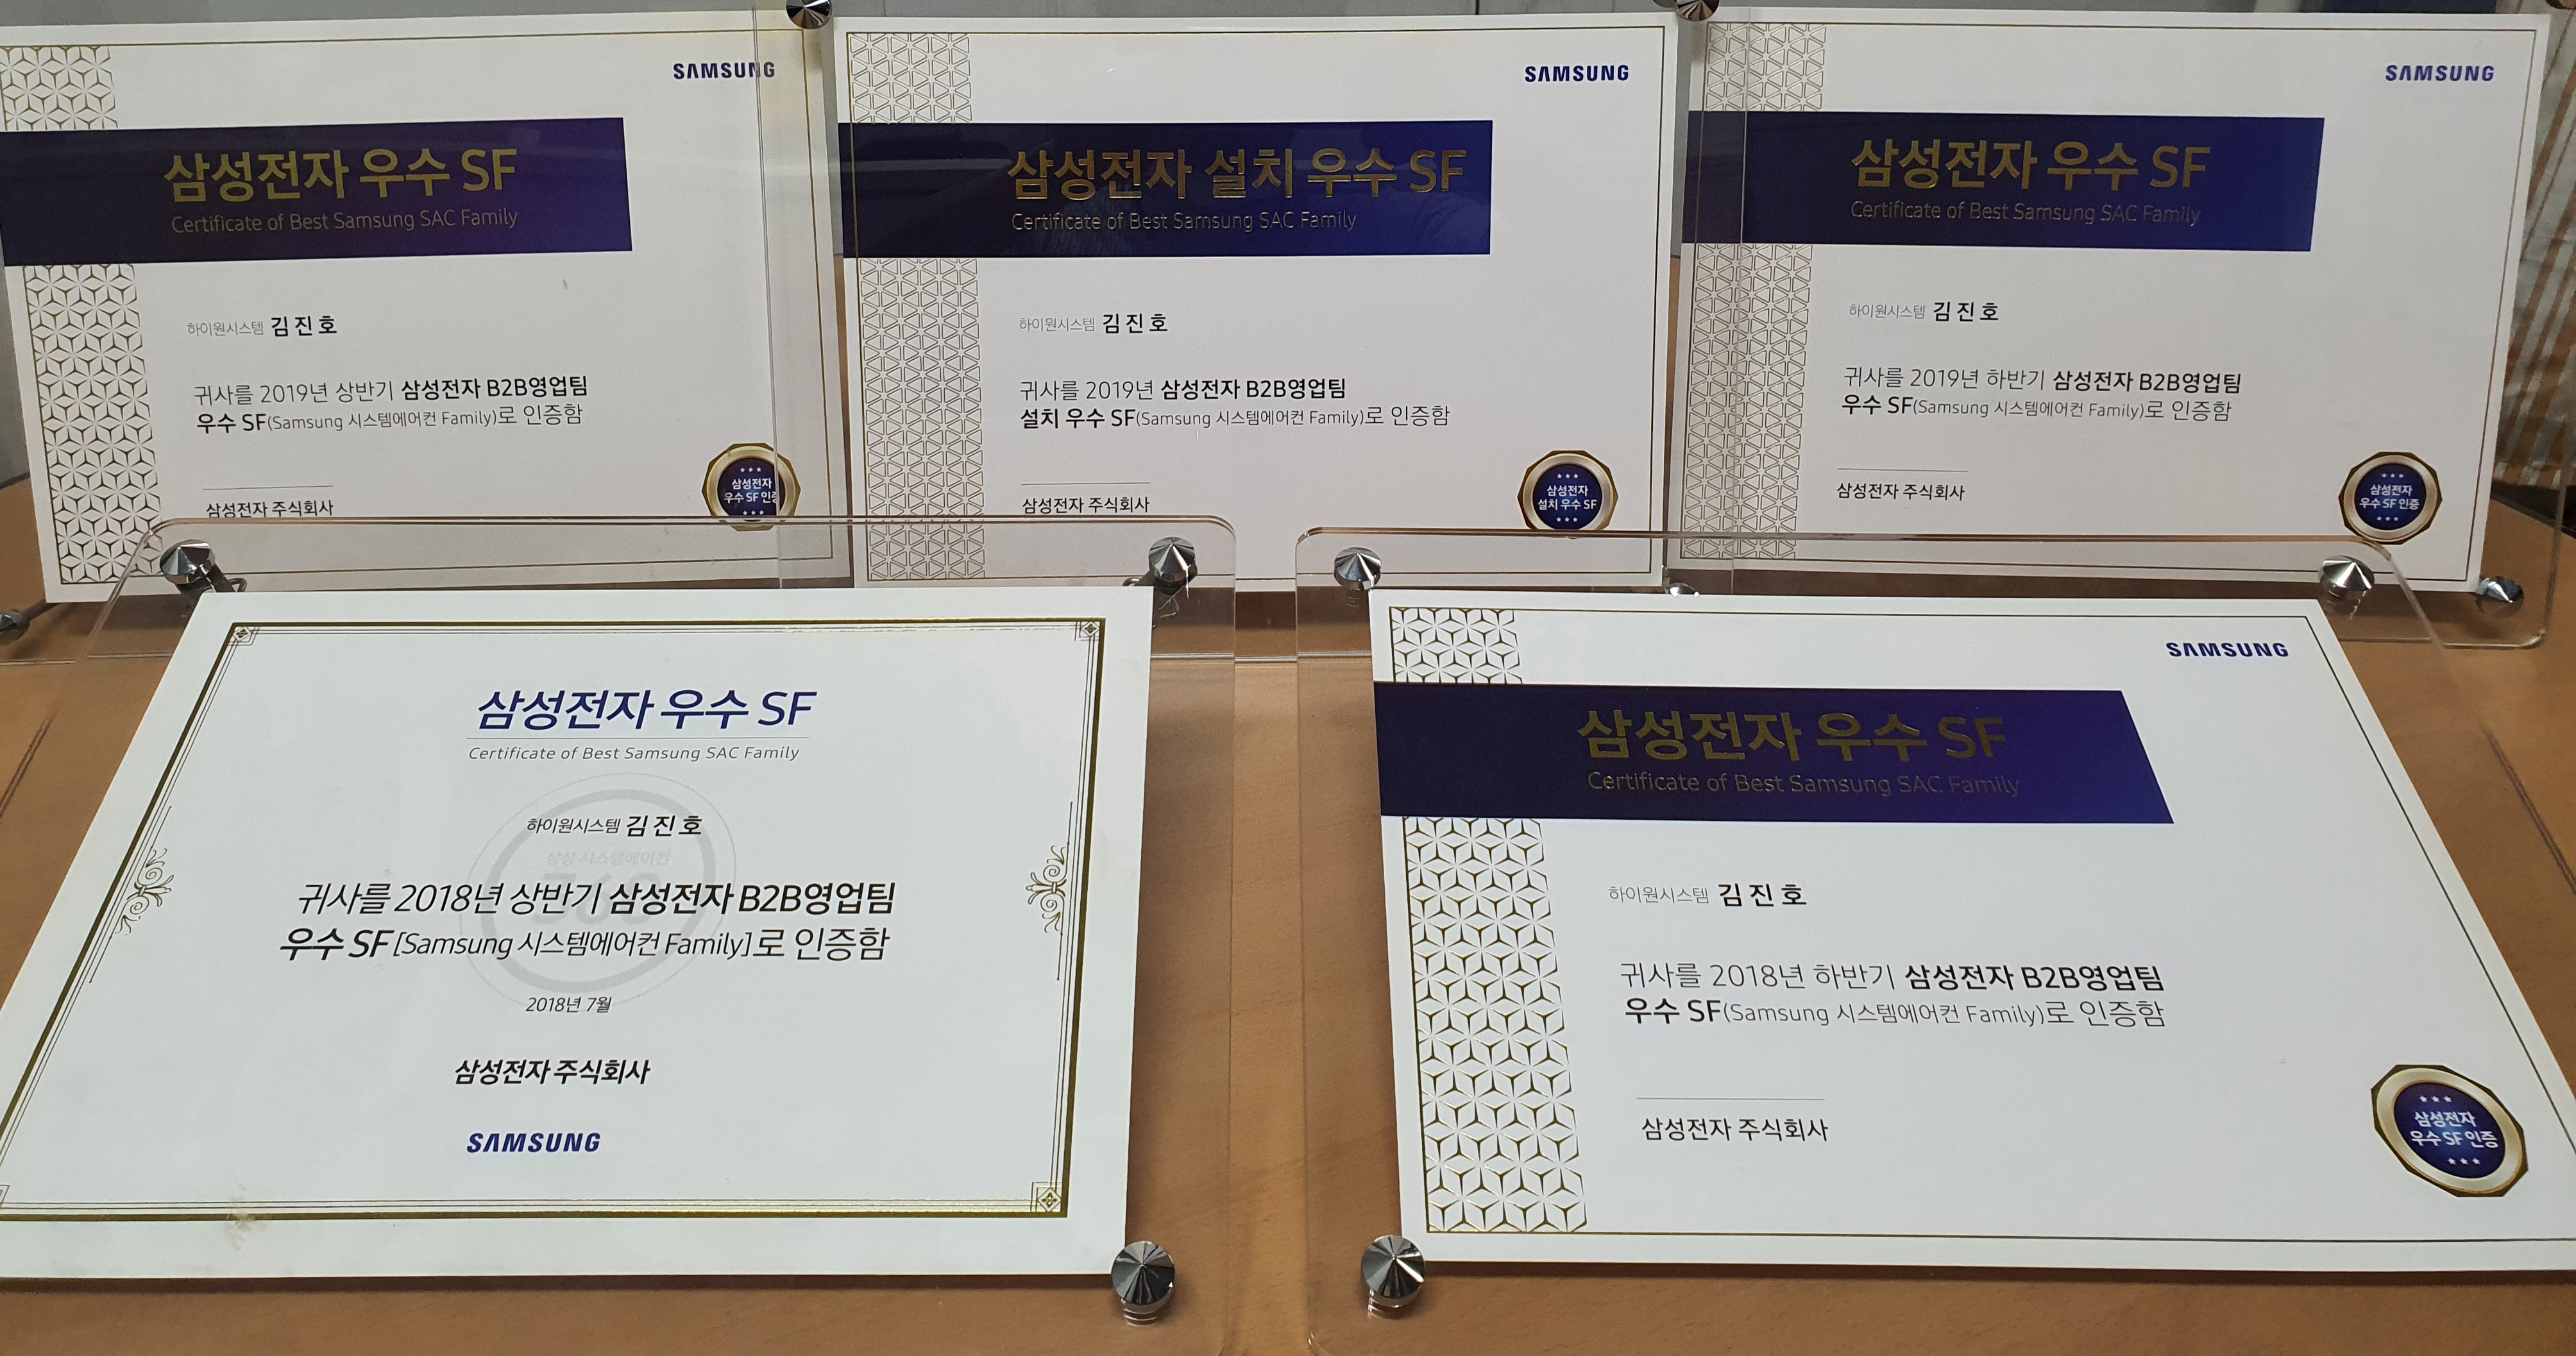 SAMSUNG
삼성전자 우수 SF
Certificate of Best Samsung SAC Family
하이원시스템 김 진 호
귀사를 2019년 상반기 삼성전자 B2B영업팀
우수 SF(Samsung 시스템에어컨 Family)로 인증함
삼성전자 주식회사
삼성전자
우수 SF 인증
SAMSUNG
삼성전자 설치 우수 SF
Certificate of Best Samsung SAC Family
하이원시스템 김 진 호
귀사를 2019년 삼성전자 B2B영업팀
설치 우수 SF(Samsung 시스템에어컨 Family)로 인증함
삼성전자 주식회사
삼성전자
설치 우수 SF
SAMSUNG
삼성전자 우수 SF
Certificate of Best Samsung SAC Family
하이원시스템 김 진 호
귀사를 2019년 하반기 삼성전자 B2B영업팀
우수 SF(Samsung 시스템에어컨 Family)로 인증함
삼성전자 주식회사
삼성전자
우수 SF 인증
삼성전자 우수 SF
Certificate of Best Samsung SAC Family
하이원시스템 김 진 호
삼성 시스템에어컨
귀사를 2018년 상반기 삼성전자 B2B영업팀
우수 SF [Samsung 시스템에어컨 Family]로 인증함
2018년 7월
삼성전자 주식회사
SAMSUNG
SAMSUNG
삼성전자 우수 SF
Certificate of Best Samsung SAC Family
하이원시스템 김 진 호
귀사를 2018년 하반기 삼성전자 B2B영업팀
우수 SF(Samsung 시스템에어컨 Family)로 인증함
삼성전자 주식회사
삼성전자
우수 SF 인증